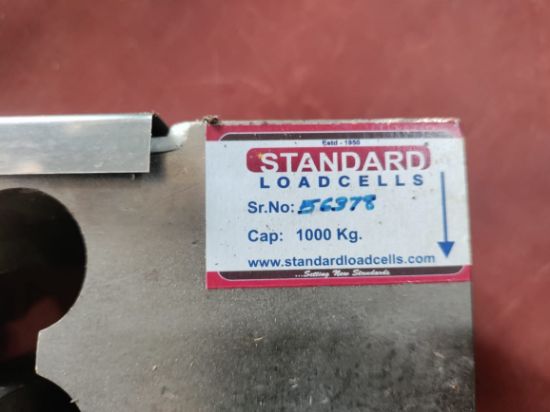 Estd - 1950
STANDARD
LOADCELLS
Sr.No: 56378
Cap: 1000 Kg.
www.standardloadcells.com
...Setting New Standards